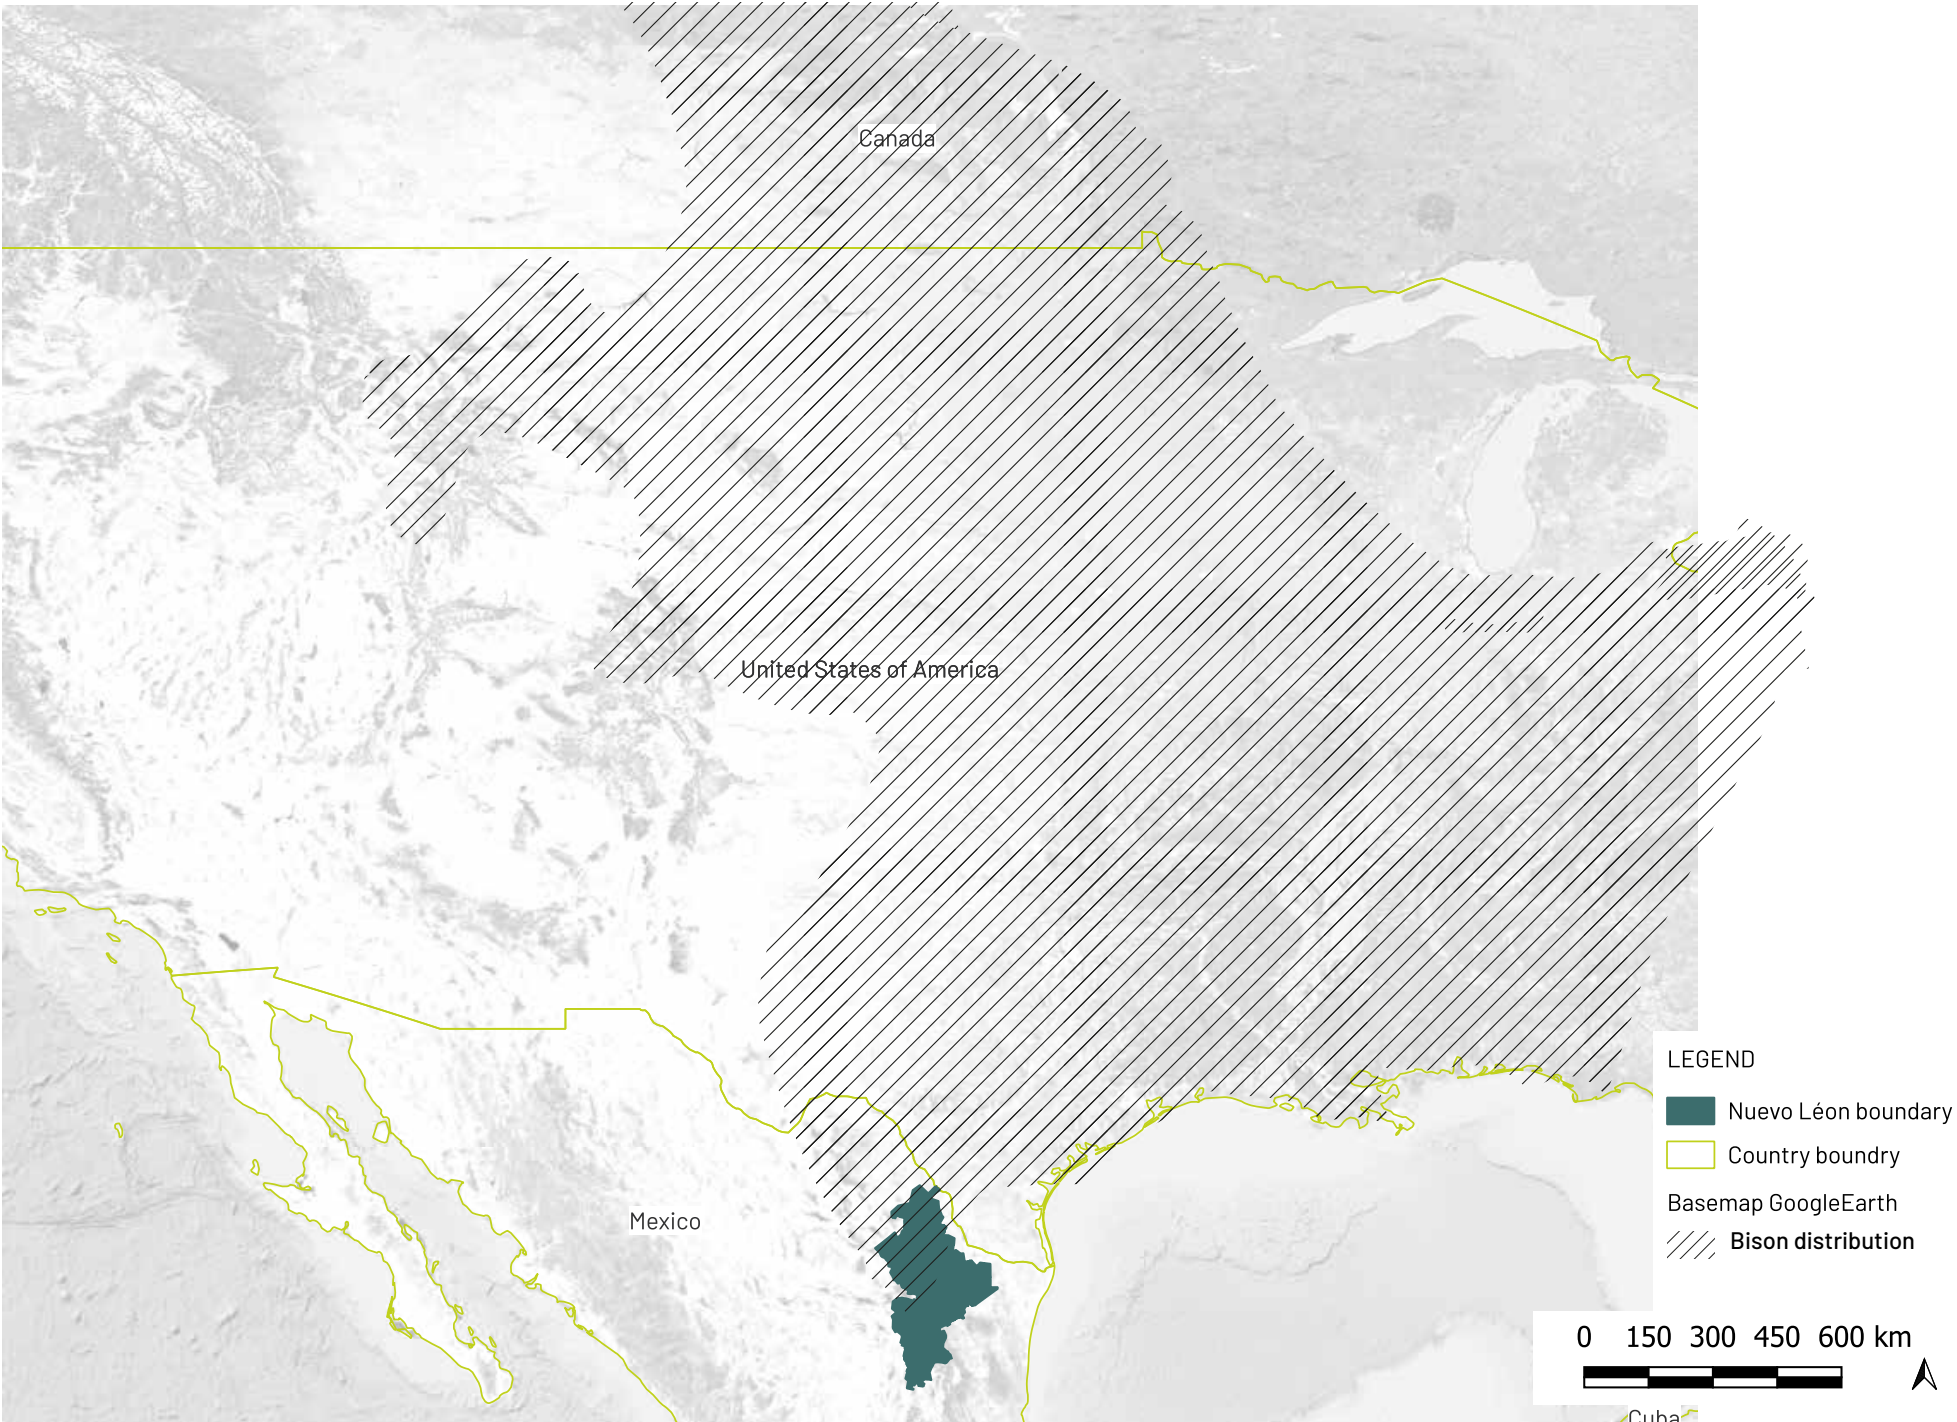 Canada
United States of America
Mexico
LEGEND
Nuevo Léon boundary
Country boundry
Basemap GoogleEarth
Bison distribution
0 150 300 450 600 km
Cuba